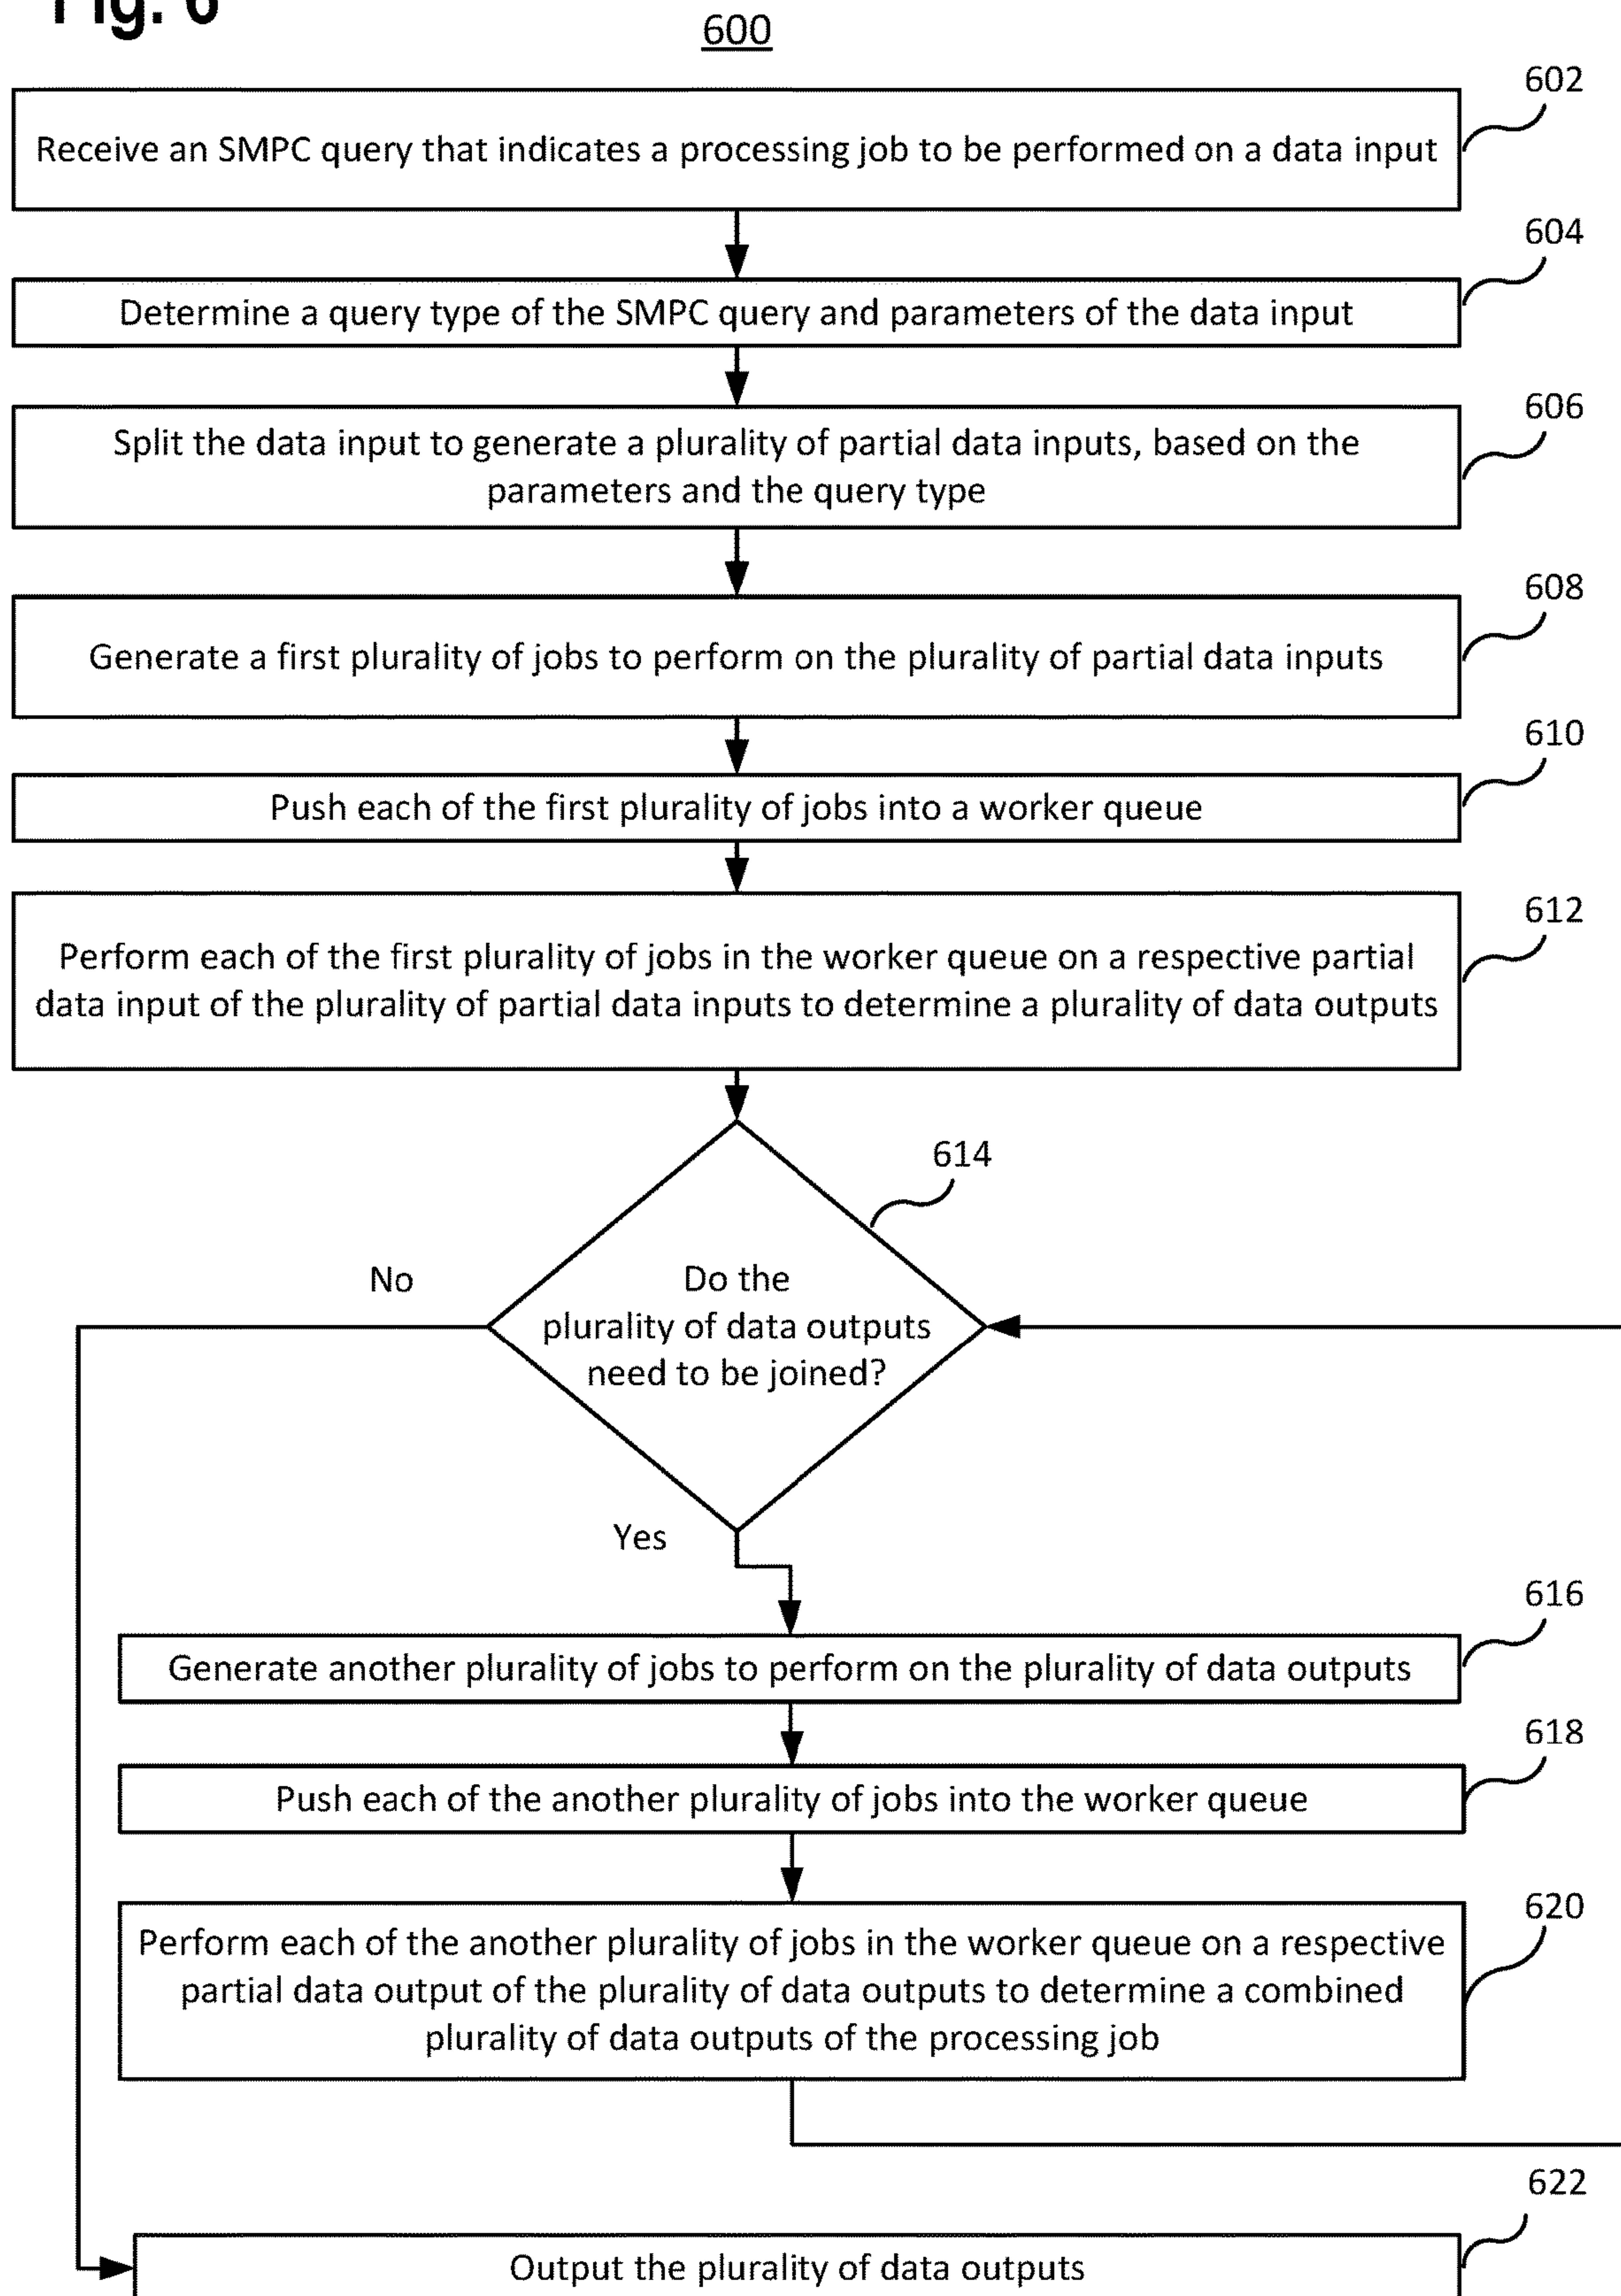 Fig. 6
600
602
Receive an SMPC query that indicates a processing job to be performed on a data input
604
Determine a query type of the SMPC query and parameters of the data input
606
Split the data input to generate a plurality of partial data inputs, based on the
parameters and the query type
608
Generate a first plurality of jobs to perform on the plurality of partial data inputs
610
Push each of the first plurality of jobs into a worker queue
612
Perform each of the first plurality of jobs in the worker queue on a respective partial
data input of the plurality of partial data inputs to determine a plurality of data outputs
614
No
Do the
plurality of data outputs
need to be joined?
Yes
616
Generate another plurality of jobs to perform on the plurality of data outputs
618
Push each of the another plurality of jobs into the worker queue
620
Perform each of the another plurality of jobs in the worker queue on a respective
partial data output of the plurality of data outputs to determine a combined
plurality of data outputs of the processing job
622
Output the plurality of data outputs